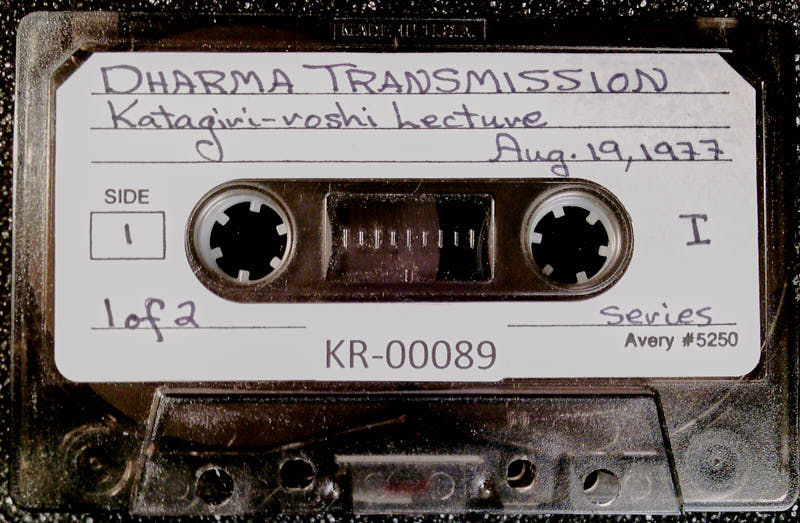 MADE IN U.S.A.
DHARMA TRANSMISSION
Katagiri-roshi Lecture
Aug. 19, 1977
SIDE
1
I
1 of 2
series
Avery #5250
KR-00089